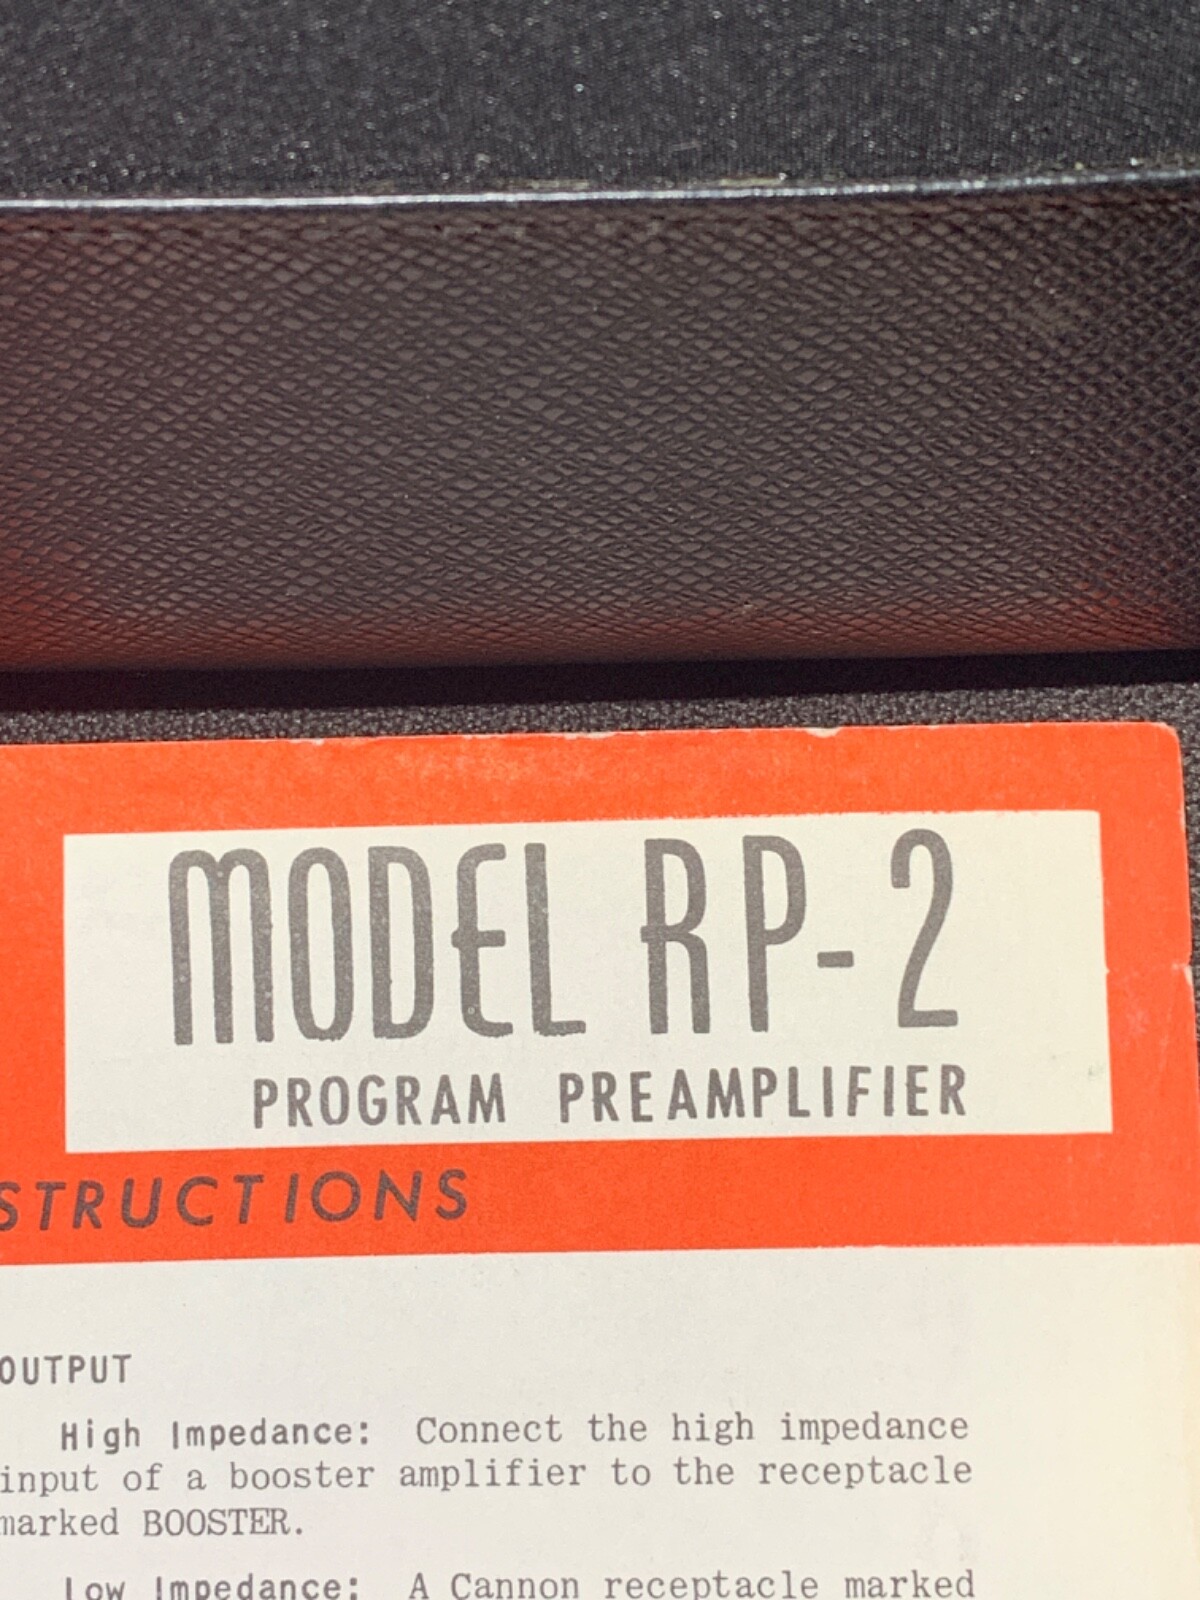 MODEL RP-2
PROGRAM PREAMPLIFIER
STRUCTIONS
OUTPUT
High Impedance: Connect the high impedance
input of a booster amplifier to the receptacle
marked BOOSTER.
Low Impedance: A Cannon receptacle marked